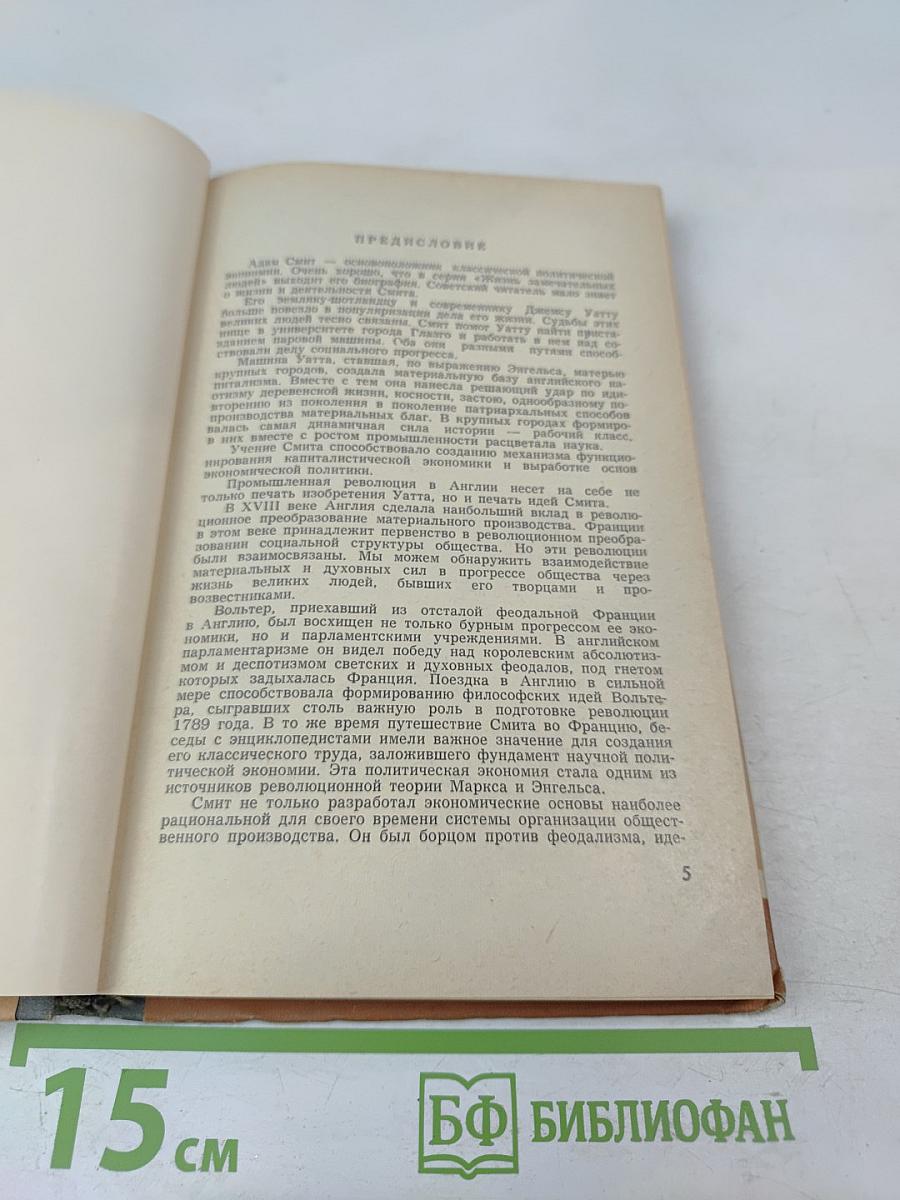 ПРЕДИСЛОВИЕ
Адам Смит — основоположник классической политической
экономии. Очень хорошо, что в серии «Жизнь замечательных
людей» выходит его биография. Советский читатель мало знает
о жизни и деятельности Смита.
Его земляку-шотландцу и современнику Джемсу Уатту
больше повезло в популяризации дела его жизни. Судьбы этих
великих людей тесно связаны. Смит помог Уатту найти приста-
нище в университете города Глазго и работать в нем над со-
зданием паровой машины. Оба они разными путями способ-
ствовали делу социального прогресса.
Машина Уатта, ставшая, по выражению Энгельса, матерью
крупных городов, создала материальную базу английского ка-
питализма. Вместе с тем она нанесла решающий удар по иди-
отизму деревенской жизни, косности, застою, однообразному по-
вторению из поколения в поколение патриархальных способов
производства материальных благ. В крупных городах формиро-
валась самая динамичная сила истории — рабочий класс,
в них вместе с ростом промышленности расцветала наука.
Учение Смита способствовало созданию механизма функцио-
нирования капиталистической экономики и выработке основ
экономической политики.
Промышленная революция в Англии несет на себе не
только печать изобретения Уатта, но и печать идей Смита.
В XVIII веке Англия сделала наибольший вклад в револю-
ционное преобразование материального производства. Франции
в этом веке принадлежит первенство в революционном преобра-
зовании социальной структуры общества. Но эти революции
были взаимосвязаны. Мы можем обнаружить взаимодействие
материальных и духовных сил в прогрессе общества через
жизнь великих людей, бывших его творцами и про-
возвестниками.
Вольтер, приехавший из отсталой феодальной Франции
в Англию, был восхищен не только бурным прогрессом ее эко-
номики, но и парламентскими учреждениями. В английском
парламентаризме он видел победу над королевским абсолютиз-
мом и деспотизмом светских и духовных феодалов, под гнетом
которых задыхалась Франция. Поездка в Англию в сильной
мере способствовала формированию философских идей Вольте-
ра, сыгравших столь важную роль в подготовке революции
1789 года. В то же время путешествие Смита во Францию, бе-
седы с энциклопедистами имели важное значение для создания
его классического труда, заложившего фундамент научной поли-
тической экономии. Эта политическая экономия стала одним из
источников революционной теории Маркса и Энгельса.
Смит не только разработал экономические основы наиболее
рациональной для своего времени системы организации общест-
венного производства. Он был борцом против феодализма, иде-
5
15 см
БФ БИБЛИОФАН